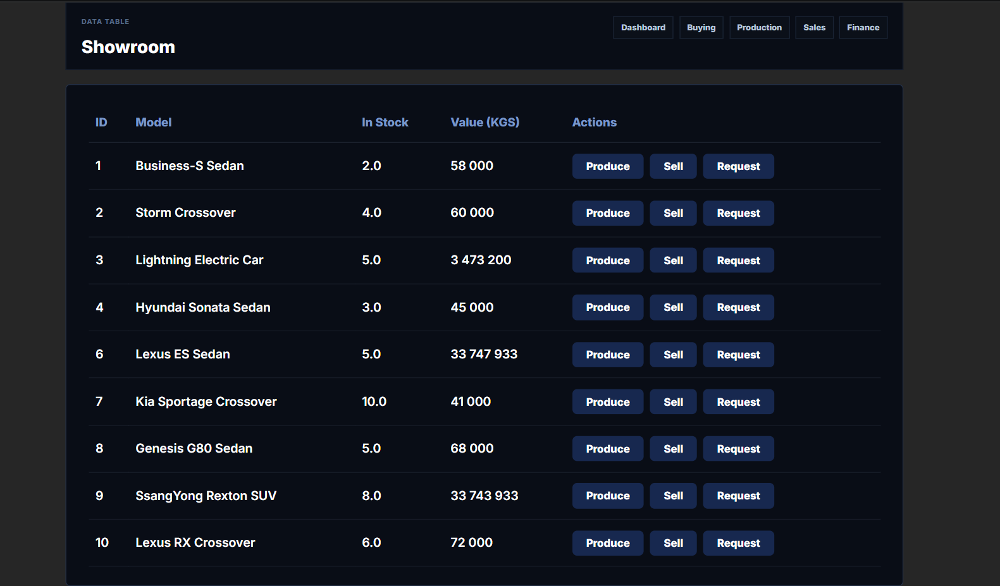 DATA TABLE
Showroom
Dashboard Buying Production Sales Finance
ID Model In Stock Value (KGS) Actions
1 Business-S Sedan 2.0 58 000 Produce Sell Request
2 Storm Crossover 4.0 60 000 Produce Sell Request
3 Lightning Electric Car 5.0 3 473 200 Produce Sell Request
4 Hyundai Sonata Sedan 3.0 45 000 Produce Sell Request
6 Lexus ES Sedan 5.0 33 747 933 Produce Sell Request
7 Kia Sportage Crossover 10.0 41 000 Produce Sell Request
8 Genesis G80 Sedan 5.0 68 000 Produce Sell Request
9 SsangYong Rexton SUV 8.0 33 743 933 Produce Sell Request
10 Lexus RX Crossover 6.0 72 000 Produce Sell Request